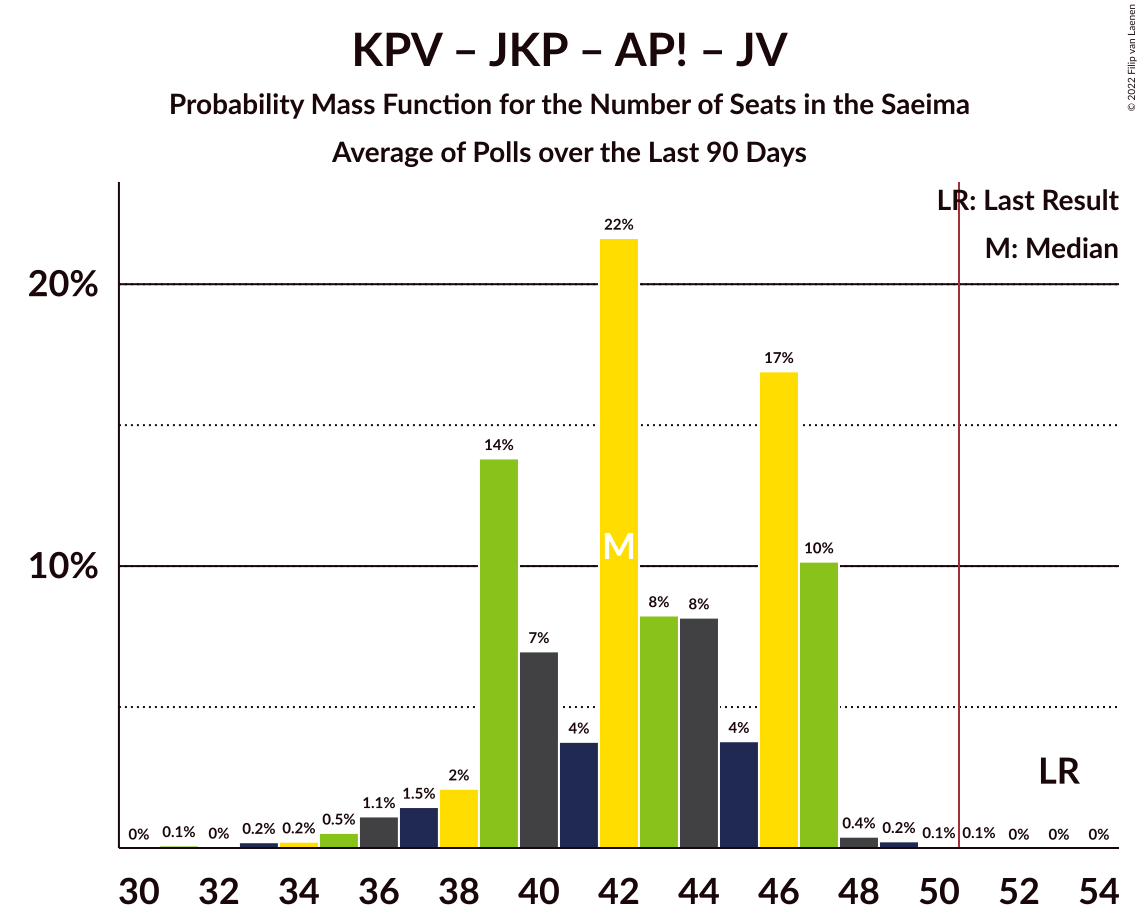 KPV – JKP – AP! – JV
Probability Mass Function for the Number of Seats in the Saeima
Average of Polls over the Last 90 Days
© 2022 Filip van Laenen
LR: Last Result
M: Median
20%
10%
0% 0.1% 0% 0.2% 0.2% 0.5% 1.1% 1.5% 2% 14% 7% 4% 22% 8% 8% 4% 17% 10% 0.4% 0.2% 0.1% 0.1% 0% 0% 0%
M
LR
30 32 34 36 38 40 42 44 46 48 50 52 54